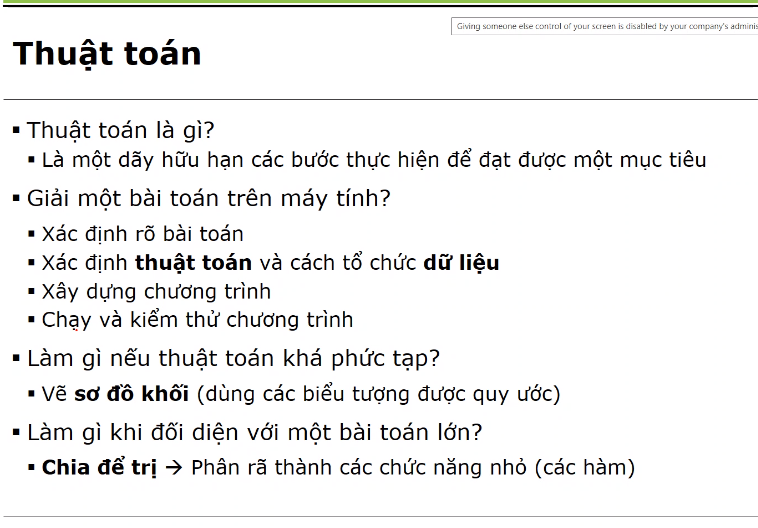 Giving someone else control of your screen is disabled by your company's
Thuật toán
▪ Thuật toán là gì?
▪ Là một dãy hữu hạn các bước thực hiện để đạt được một mục tiêu
▪ Giải một bài toán trên máy tính?
▪ Xác định rõ bài toán
▪ Xác định thuật toán và cách tổ chức dữ liệu
▪ Xây dựng chương trình
▪ Chạy và kiểm thử chương trình
▪ Làm gì nếu thuật toán khá phức tạp?
▪ Vẽ sơ đồ khối (dùng các biểu tượng được quy ước)
▪ Làm gì khi đối diện với một bài toán lớn?
▪ Chia để trị → Phân rã thành các chức năng nhỏ (các hàm)